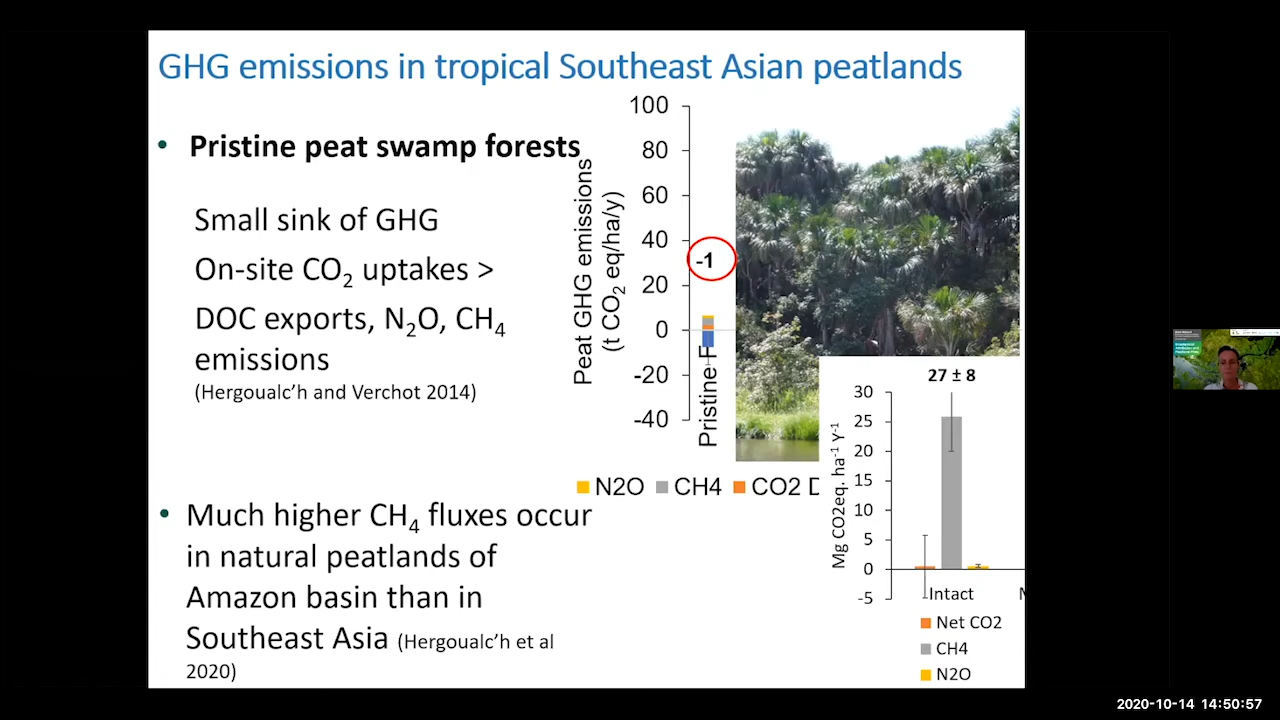 GHG emissions in tropical Southeast Asian peatlands
• Pristine peat swamp forests
Small sink of GHG
On-site CO2 uptakes >
DOC exports, N2O, CH4
emissions
(Hergoualc'h and Verchot 2014)
• Much higher CH4 fluxes occur
in natural peatlands of
Amazon basin than in
Southeast Asia (Hergoualc'h et al
2020)
Peat GHG emissions
(t CO2 eq/ha/y)
100
80
60
40
20
0
-20
-40
-1
Pristine F
N2O CH4 CO2 D
27 ± 8
Mg CO2eq. ha-1 Y-1
30
25
20
15
10
5
0
-5
Intact
Net CO2
CH4
N2O
2020-10-14 14:50:57